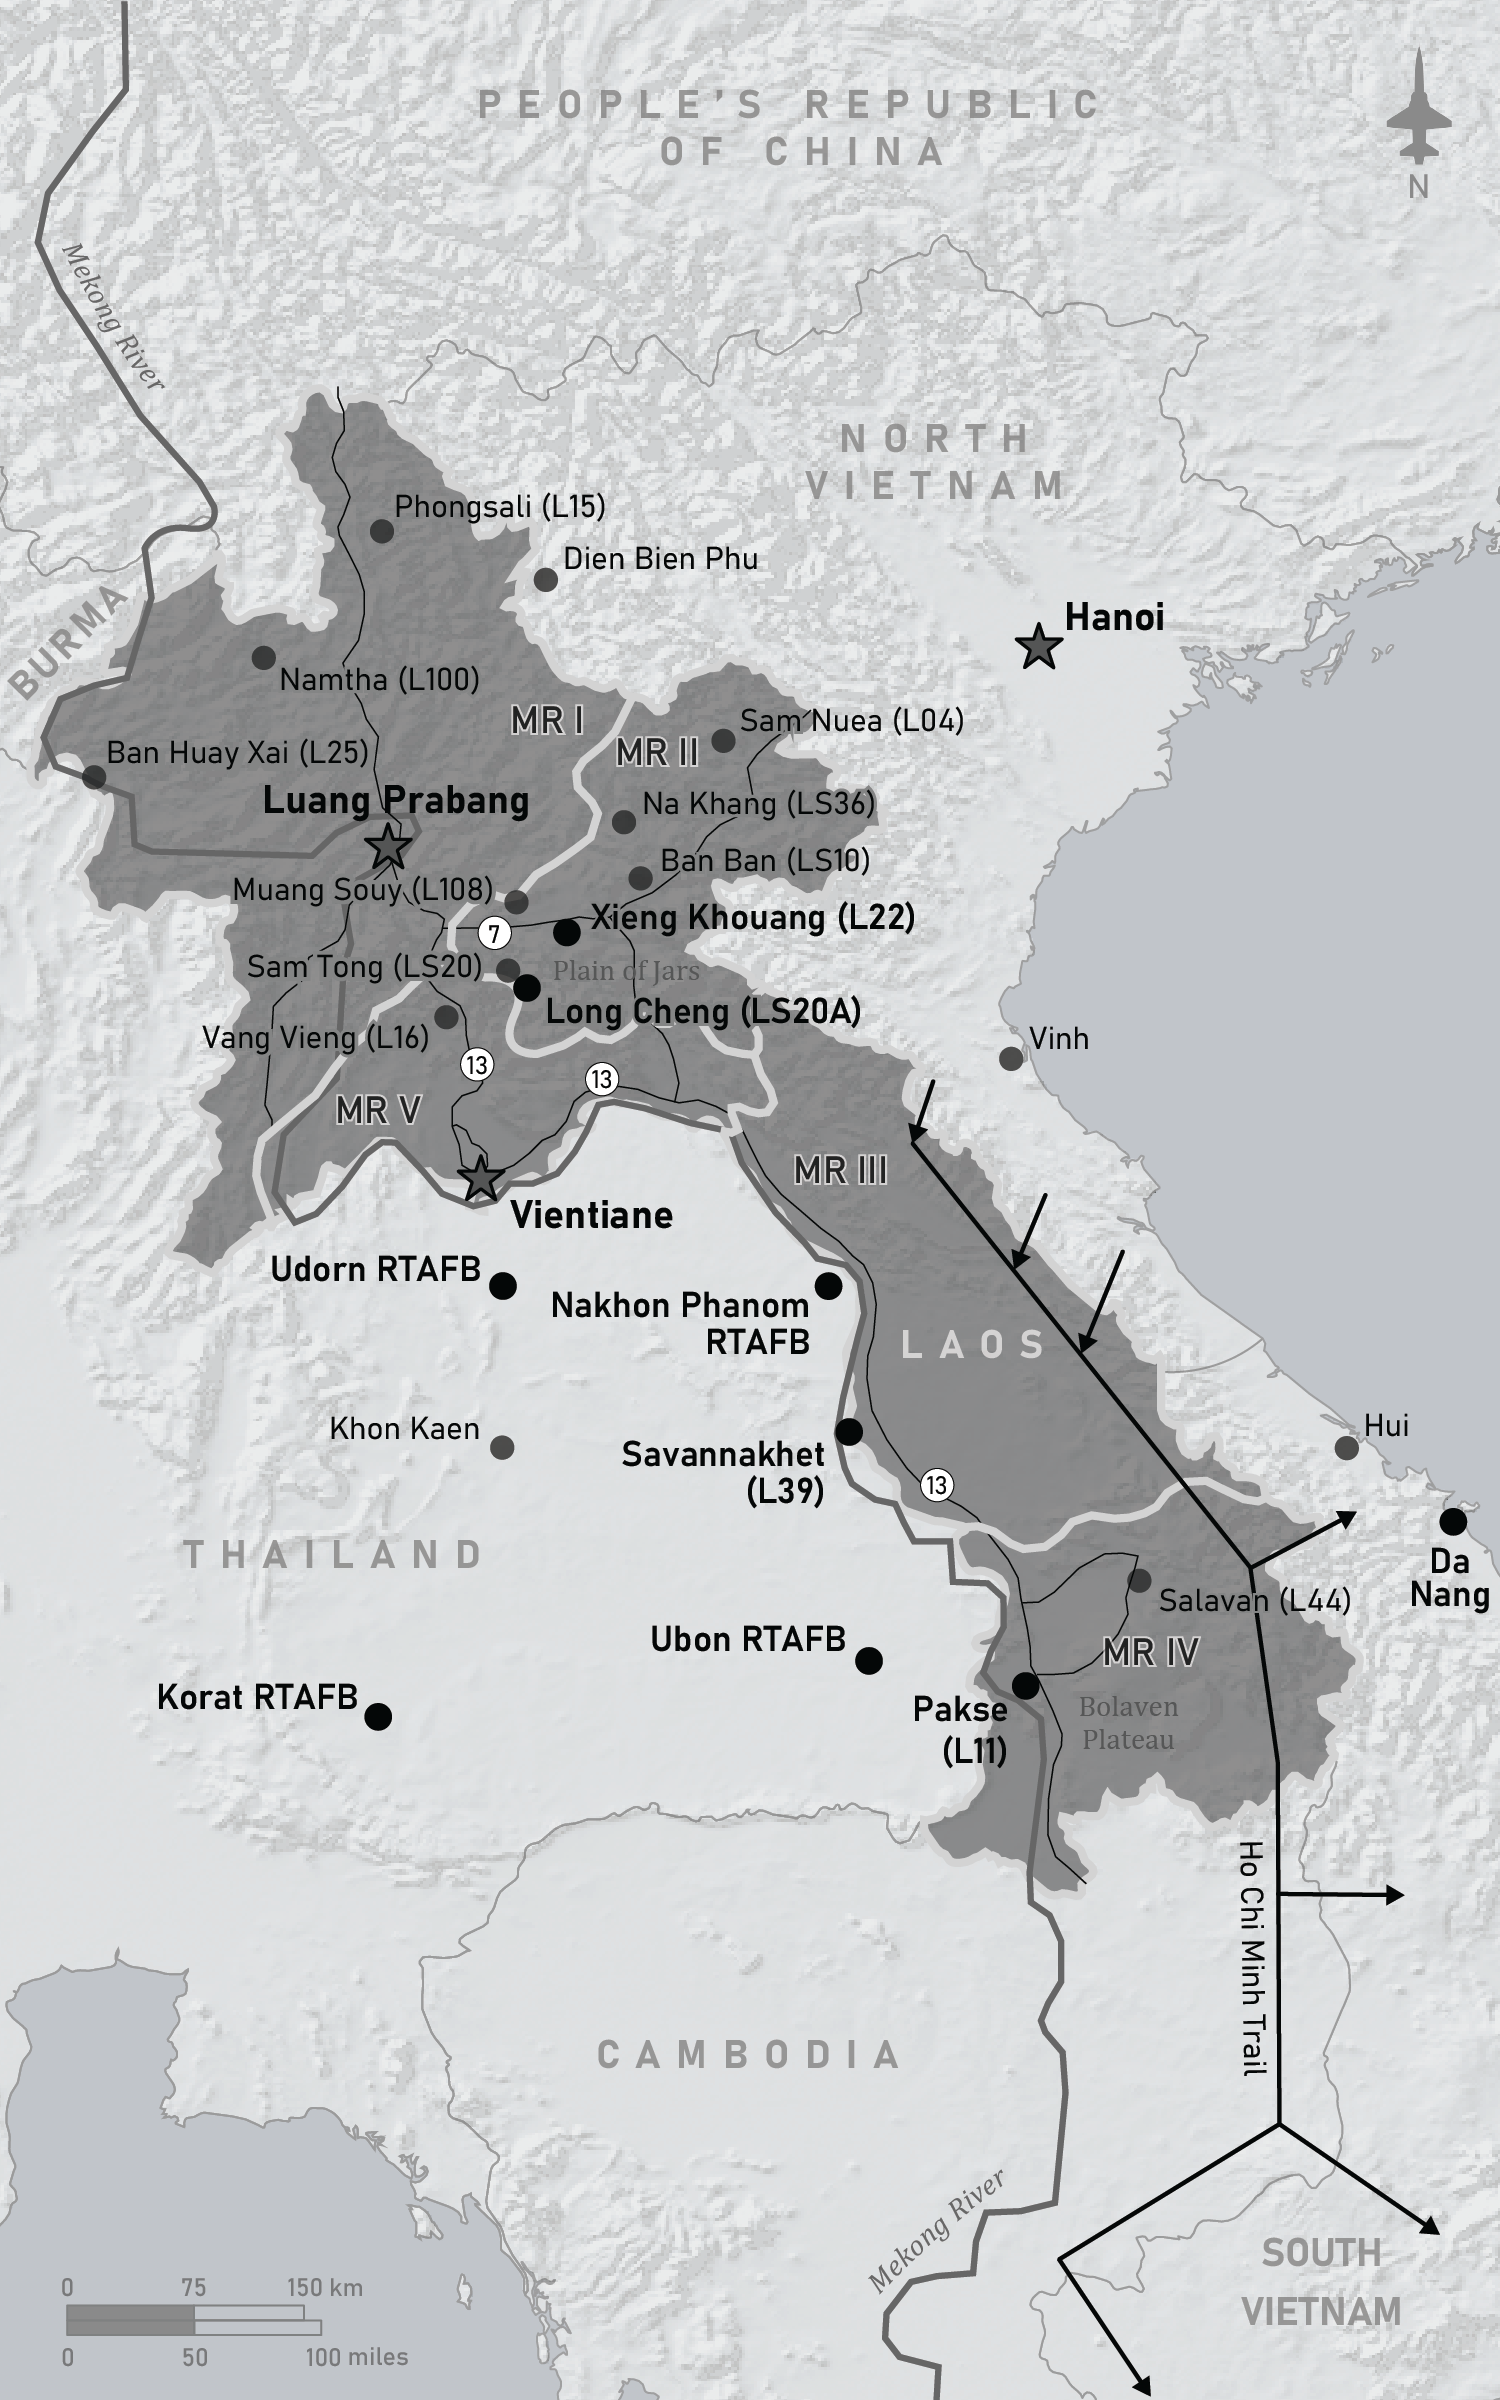 PEOPLE'S REPUBLIC
OF CHINA
N
Mekong River
NORTH
VIETNAM
Phongsali (L15)
Dien Bien Phu
BURMA
Hanoi
Namtha (L100)
MR I
Sam Nuea (L04)
MR II
Ban Huay Xai (L25)
Luang Prabang
Na Khang (LS36)
Ban Ban (LS10)
Muang Souy (L108)
Xieng Khouang (L22)
7
Sam Tong (LS20)
Plain of Jars
Long Cheng (LS20A)
Vang Vieng (L16)
Vinh
13
13
MR V
MR III
Vientiane
Udorn RTAFB
Nakhon Phanom
RTAFB
LAOS
Khon Kaen
Hui
Savannakhet
(L39)
13
THAILAND
Da
Nang
Salavan (L44)
Ubon RTAFB
MR IV
Korat RTAFB
Pakse
(L11)
Bolaven
Plateau
Ho Chi Minh Trail
CAMBODIA
Mekong River
SOUTH
VIETNAM
0 75 150 km
0 50 100 miles